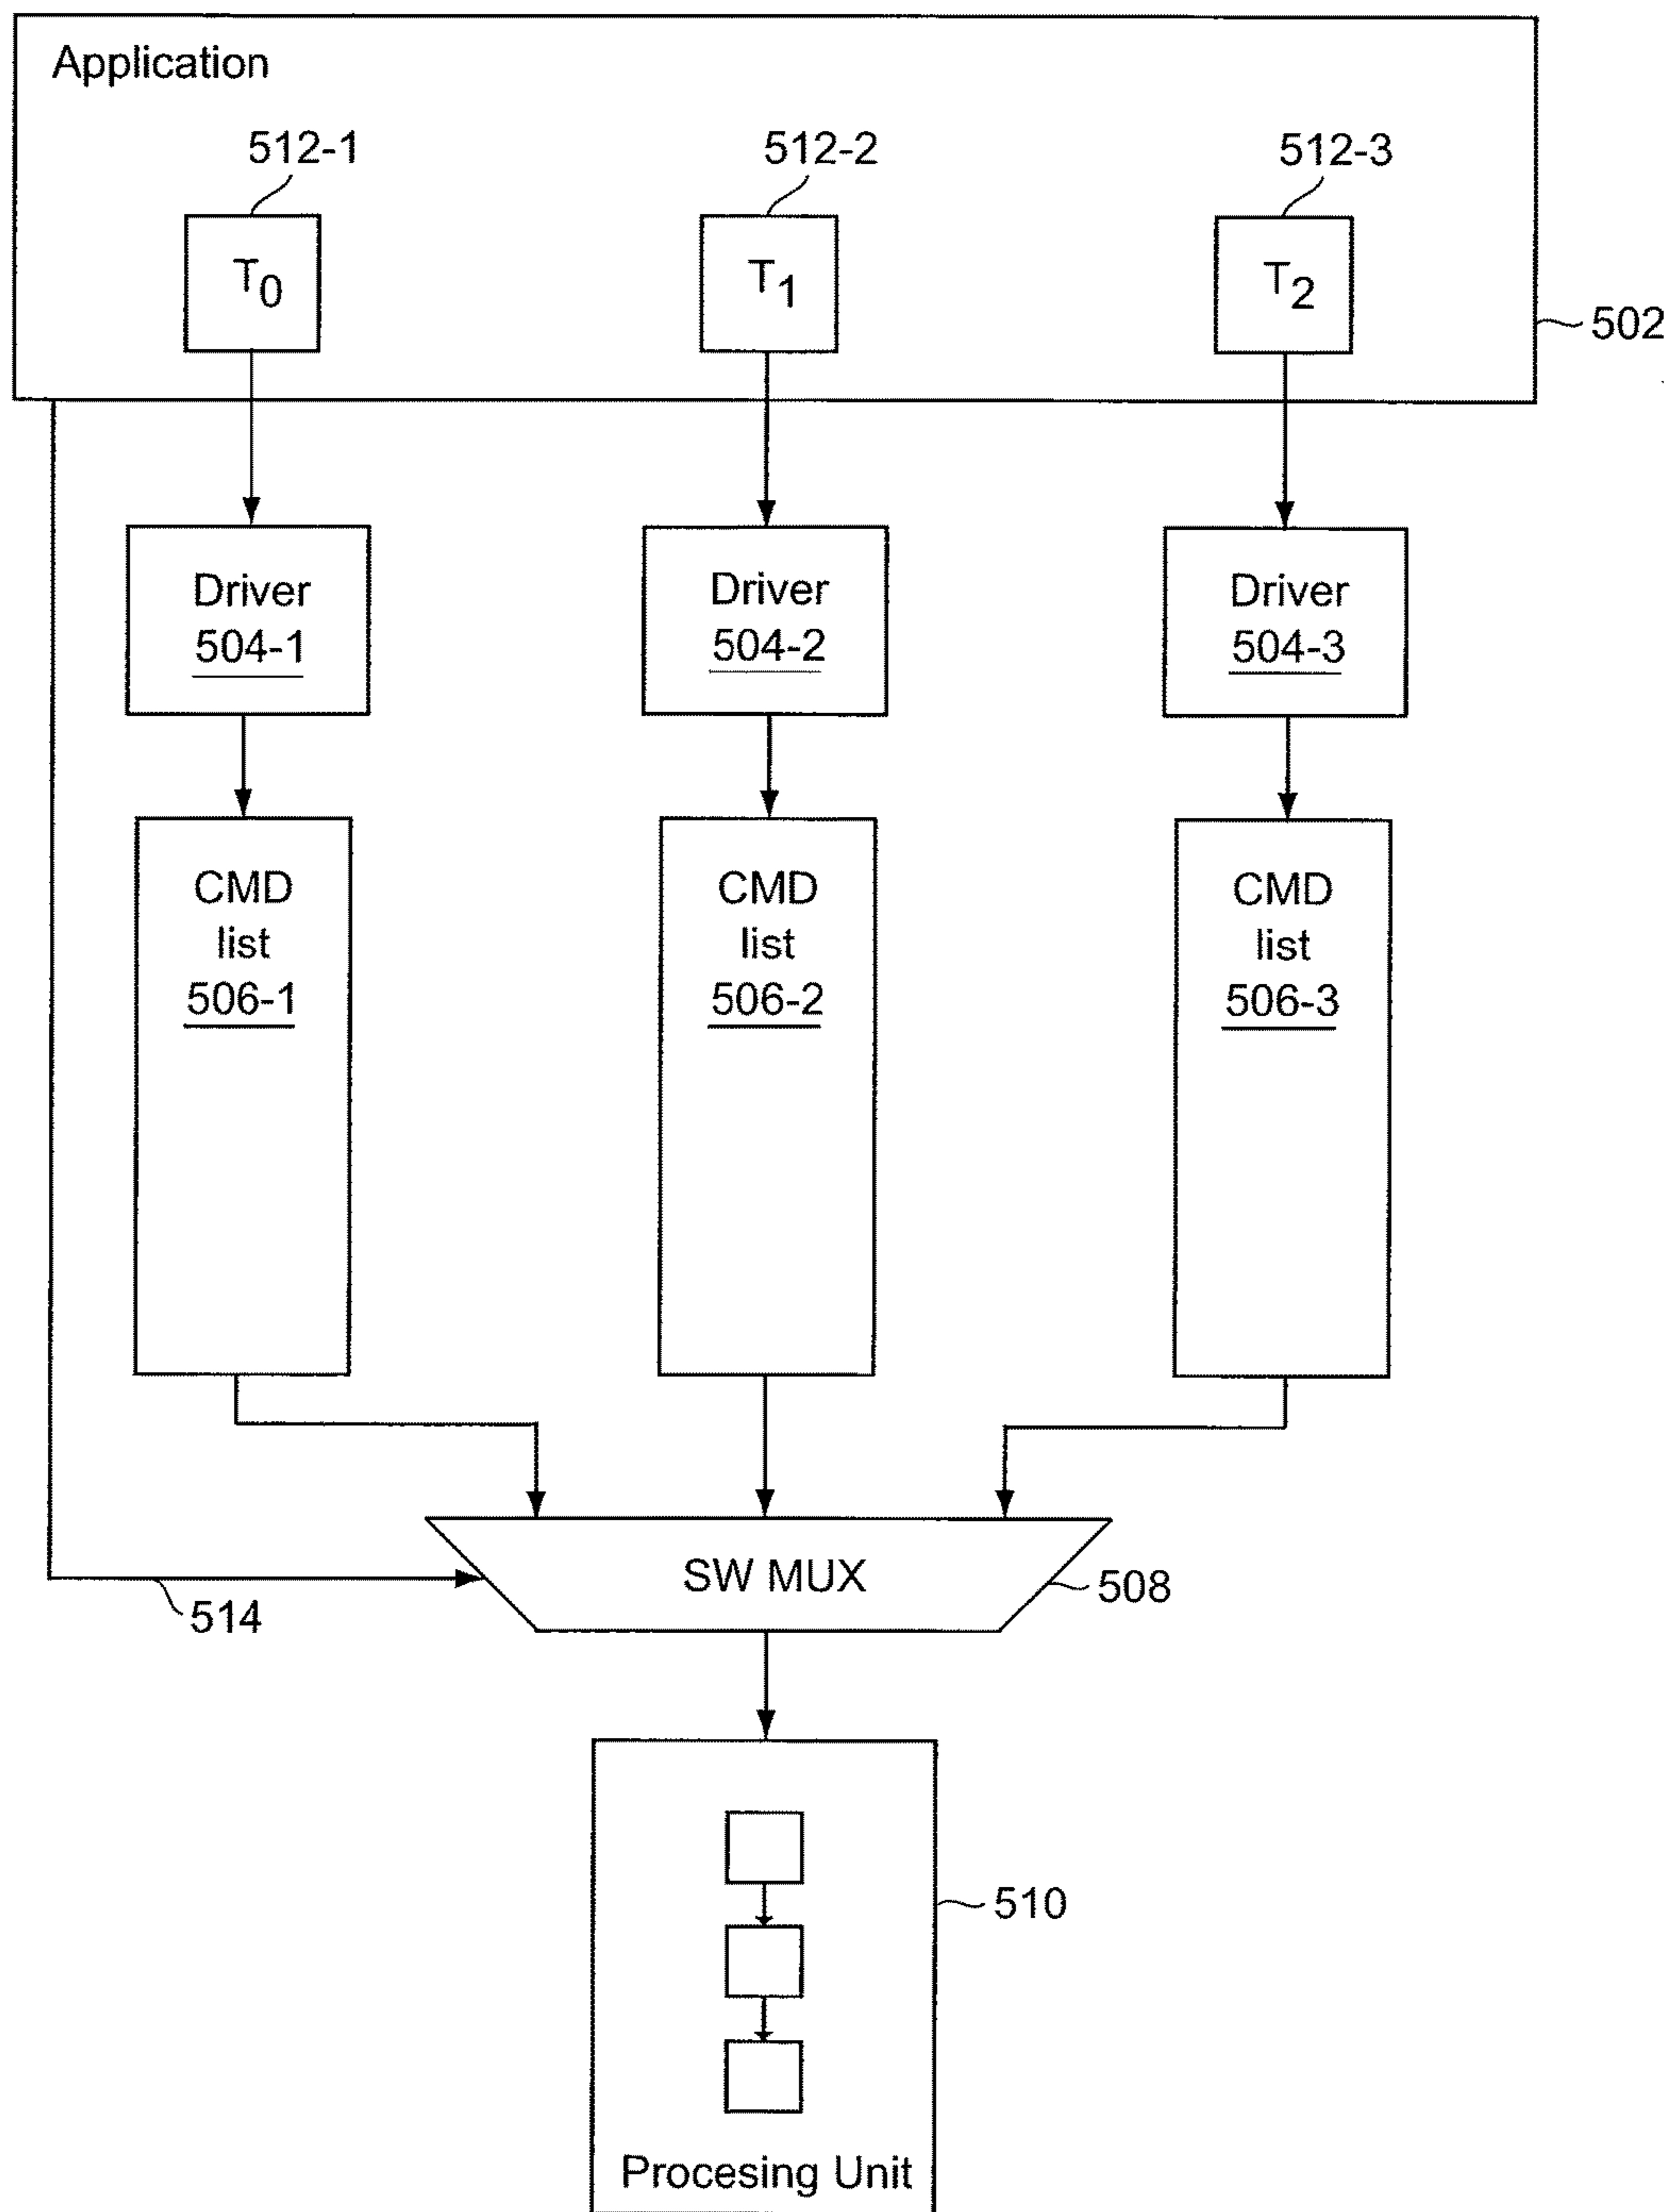 Application
512-1
512-2
512-3
T0
T1
T2
502
Driver
504-1
Driver
504-2
Driver
504-3
CMD
list
506-1
CMD
list
506-2
CMD
list
506-3
SW MUX
508
514
510
Procesing Unit